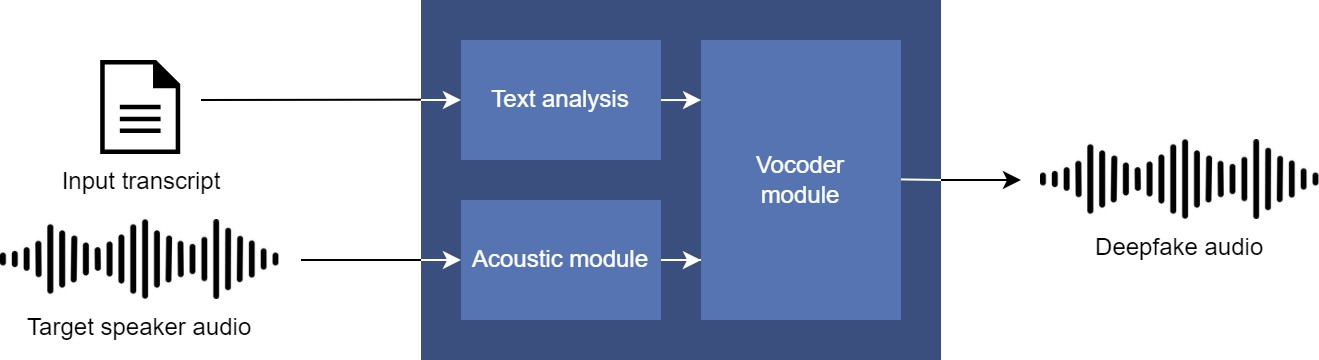 Input transcript
Target speaker audio
Text analysis
Acoustic module
Vocoder
module
Deepfake audio